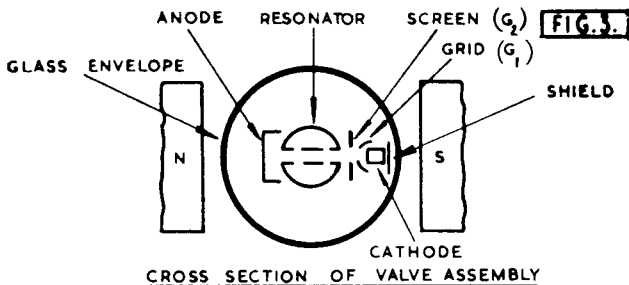 ANODE RESONATOR SCREEN (G2) FIG.3.
GRID (G1)
GLASS ENVELOPE
SHIELD
N
S
CATHODE
CROSS SECTION OF VALVE ASSEMBLY